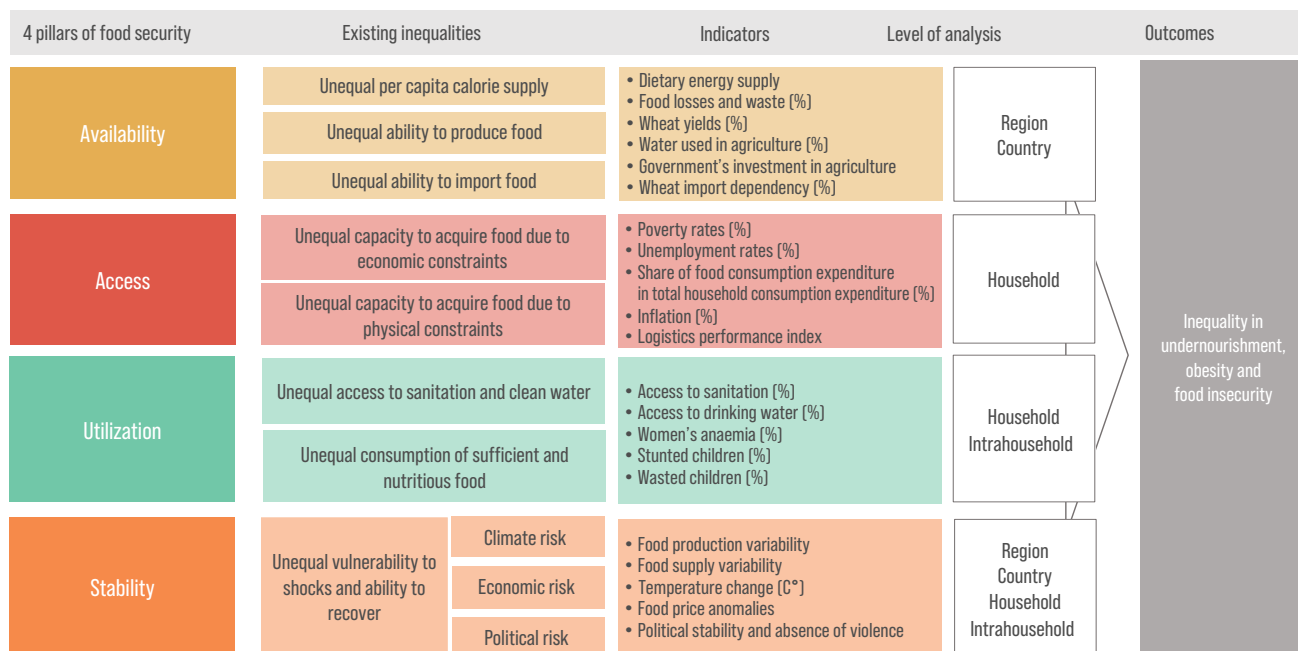 4 pillars of food security
Existing inequalities
Indicators
Level of analysis
Outcomes
Availability
Unequal per capita calorie supply
Unequal ability to produce food
Unequal ability to import food
• Dietary energy supply
• Food losses and waste (%)
• Wheat yields (%)
• Water used in agriculture (%)
• Government's investment in agriculture
• Wheat import dependency (%)
Region
Country
Access
Unequal capacity to acquire food due to
economic constraints
Unequal capacity to acquire food due to
physical constraints
• Poverty rates (%)
• Unemployment rates (%)
• Share of food consumption expenditure
in total household consumption expenditure (%)
• Inflation (%)
• Logistics performance index
Household
Utilization
Unequal access to sanitation and clean water
Unequal consumption of sufficient and
nutritious food
• Access to sanitation (%)
• Access to drinking water (%)
• Women's anaemia (%)
• Stunted children (%)
• Wasted children (%)
Household
Intrahousehold
Stability
Unequal vulnerability to
shocks and ability to
recover
Climate risk
Economic risk
Political risk
• Food production variability
• Food supply variability
• Temperature change (C°)
• Food price anomalies
• Political stability and absence of violence
Region
Country
Household
Intrahousehold
Inequality in
undernourishment,
obesity and
food insecurity